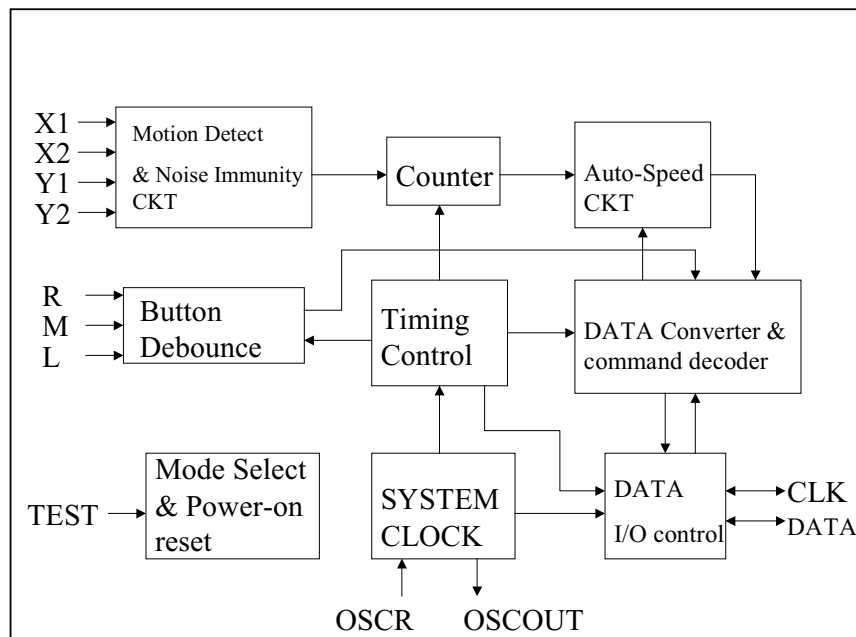 X1
X2
Y1
Y2
Motion Detect
& Noise Immunity
CKT
Counter
Auto-Speed
CKT
R
M
L
Button
Debounce
Timing
Control
DATA Converter &
command decoder
TEST
Mode Select
& Power-on
reset
SYSTEM
CLOCK
DATA
I/O control
CLK
DATA
OSCR
OSCOUT